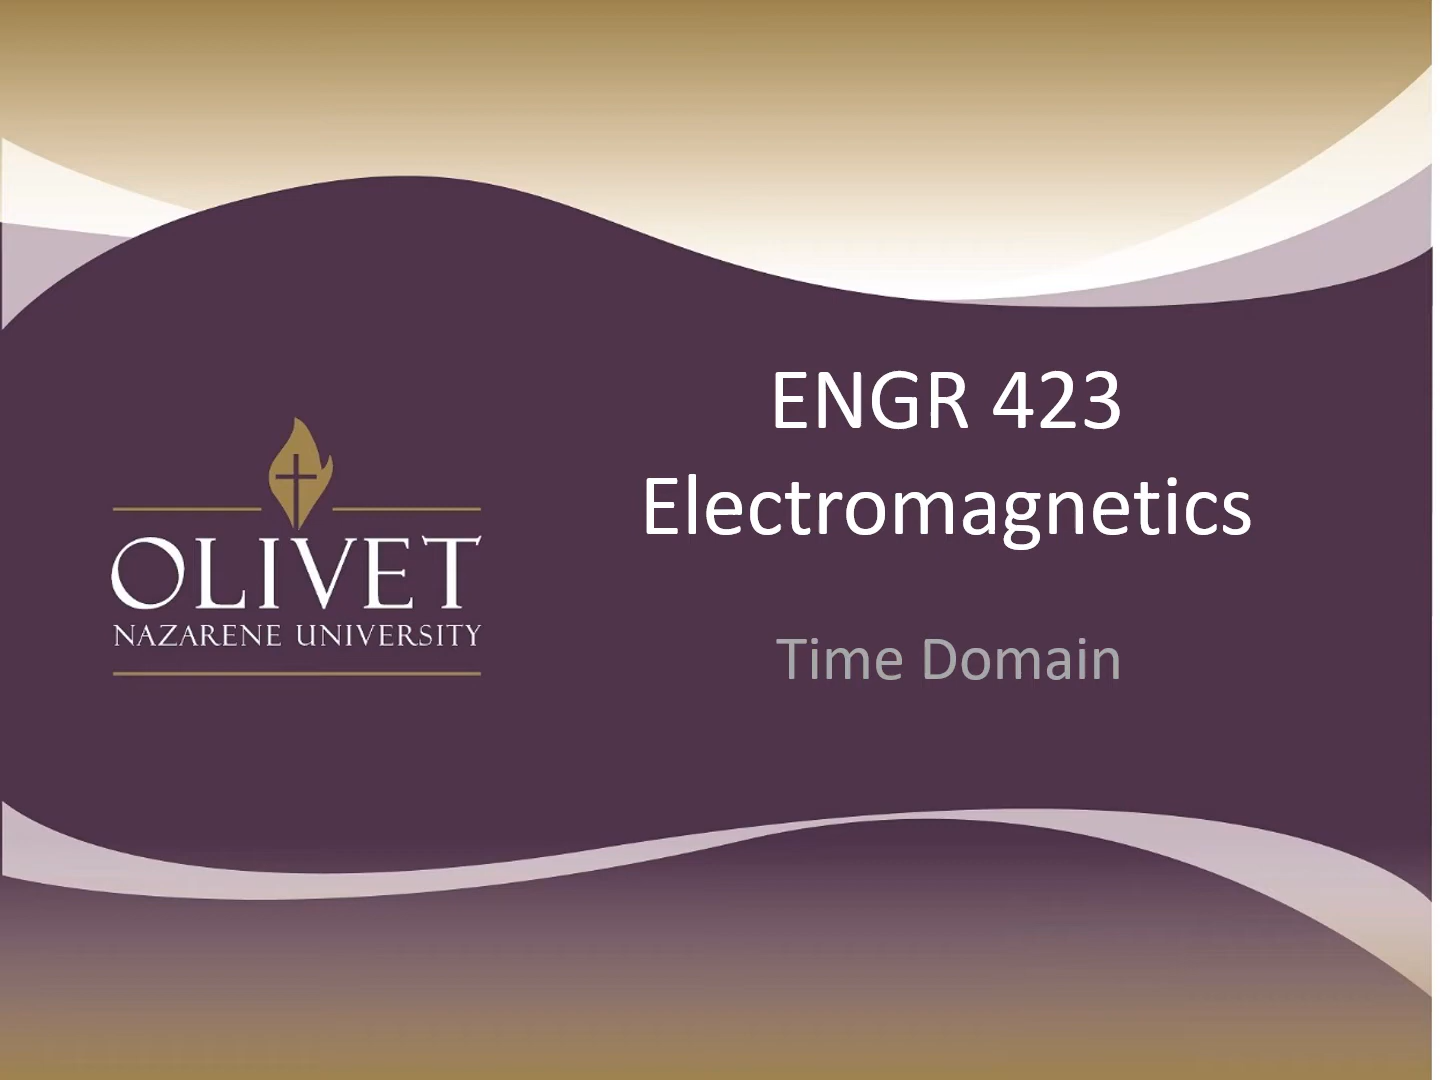 ENGR 423
Electromagnetics
Time Domain
OLIVET
NAZARENE UNIVERSITY